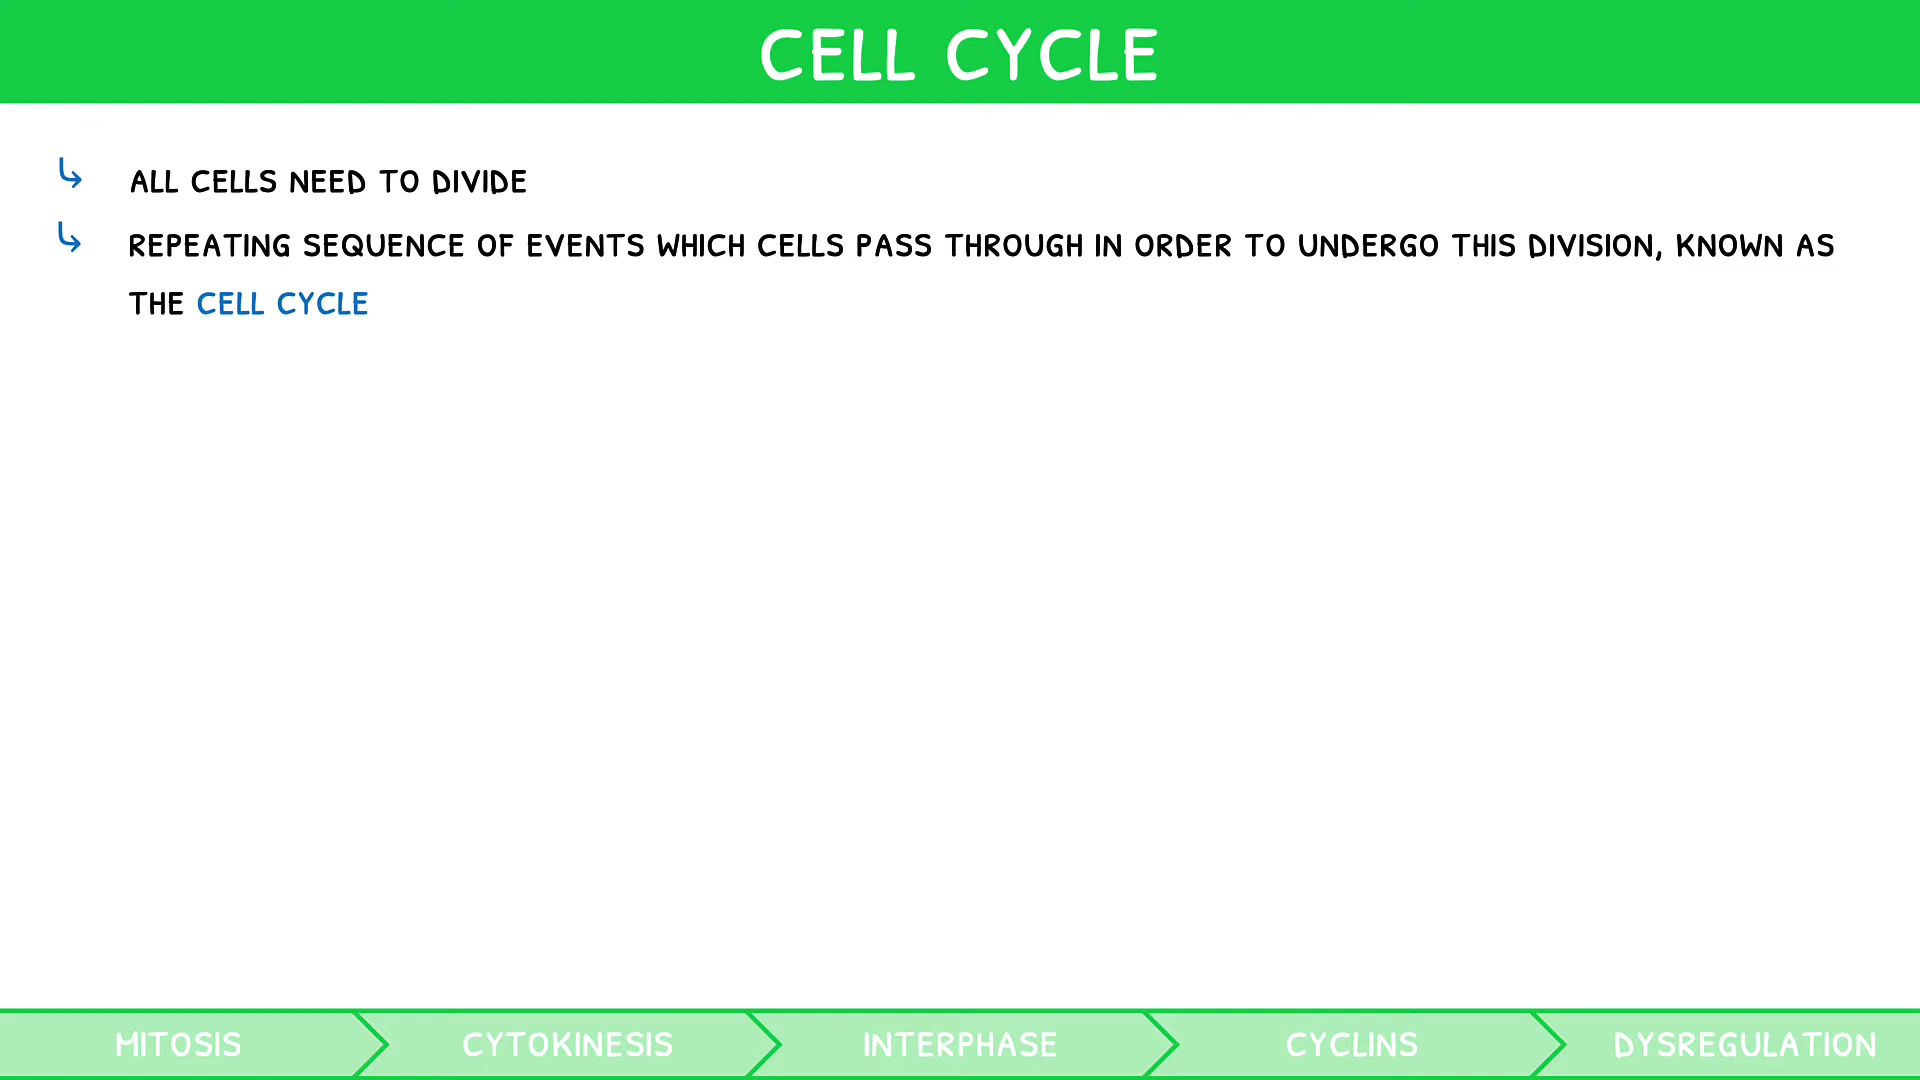 CELL CYCLE
ALL CELLS NEED TO DIVIDE
REPEATING SEQUENCE OF EVENTS WHICH CELLS PASS THROUGH IN ORDER TO UNDERGO THIS DIVISION, KNOWN AS
THE CELL CYCLE
MITOSIS
CYTOKINESIS
INTERPHASE
CYCLINS
DYSREGULATION